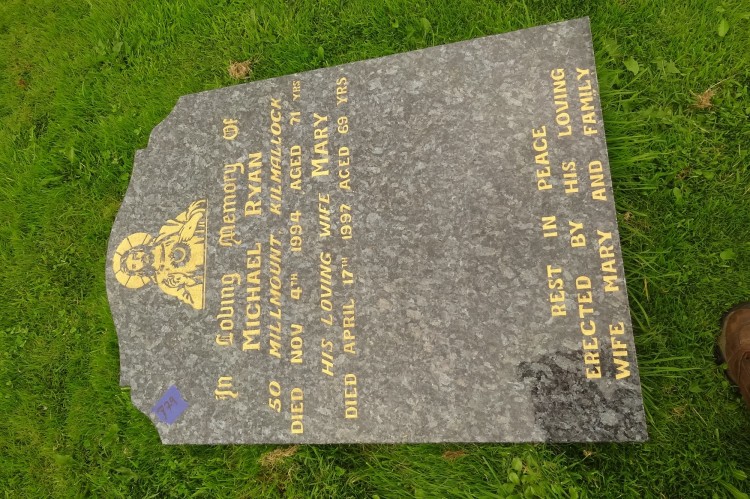 In Loving Memory Of
MICHAEL RYAN
50 MILLMOUNT KILMALLOCK
DIED NOV 4TH 1994 AGED 71 YRS
HIS LOVING WIFE MARY
DIED APRIL 17TH 1997 AGED 69 YRS
REST IN PEACE
ERECTED BY HIS LOVING
WIFE MARY AND FAMILY